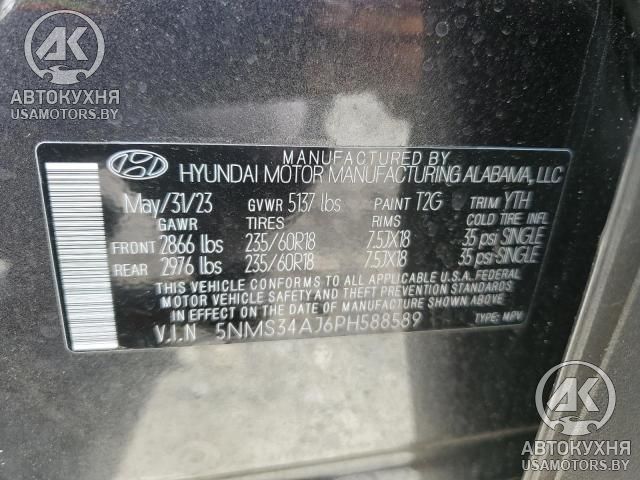 AK
АВТОКУХНЯ
USAMOTORS.BY
MANUFACTURED BY
HYUNDAI MOTOR MANUFACTURING ALABAMA, LLC
May/31/23 GVWR 5137 lbs PAINT T2G TRIM YTH
GAWR TIRES RIMS COLD TIRE INFL
FRONT 2866 lbs 235/60R18 7.5JX18 35 psi SINGLE
REAR 2976 lbs 235/60R18 7.5JX18 35 psi SINGLE
THIS VEHICLE CONFORMS TO ALL APPLICABLE U.S.A. FEDERAL
MOTOR VEHICLE SAFETY AND THEFT PREVENTION STANDARDS
IN EFFECT ON THE DATE OF MANUFACTURE SHOWN ABOVE.
V.I.N 5NMS34AJ6PH588589 TYPE: MPV
AK
АВТОКУХНЯ
USAMOTORS.BY